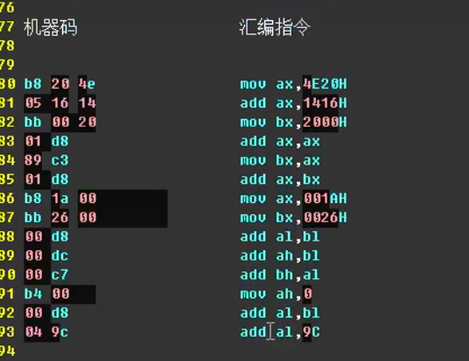 76
77 机器码 汇编指令
78
79
80 b8 20 4e mov ax,4E20H
81 05 16 14 add ax,1416H
82 bb 00 20 mov bx,2000H
83 01 d8 add ax,ax
84 89 c3 mov bx,ax
85 01 d8 add ax,bx
86 b8 1a 00 mov ax,001AH
87 bb 26 00 mov bx,0026H
88 00 d8 add al,bl
89 00 dc add ah,bl
90 00 c7 add bh,al
91 b4 00 mov ah,0
92 00 d8 add al,bl
93 04 9c add al,9C
94